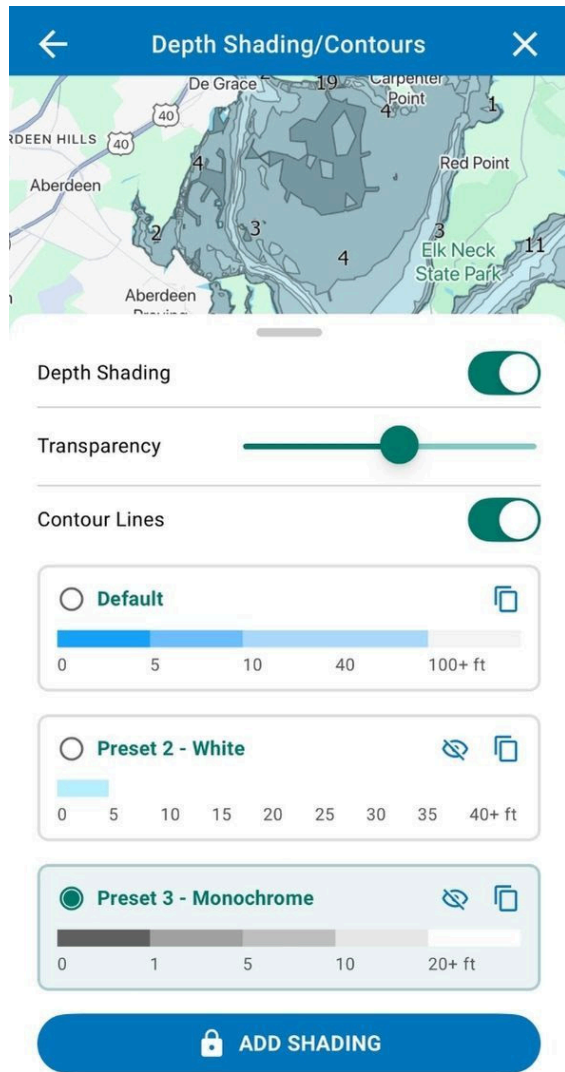 Depth Shading/Contours
De Grace
19
Carpenter
Point
4
1
40
40
RDEEN HILLS
4
Red Point
Aberdeen
2
3
3
4
Elk Neck
State Park
11
Aberdeen
Depth Shading
Transparency
Contour Lines
Default
0 5 10 40 100+ ft
Preset 2 - White
0 5 10 15 20 25 30 35 40+ ft
Preset 3 - Monochrome
0 1 5 10 20+ ft
ADD SHADING